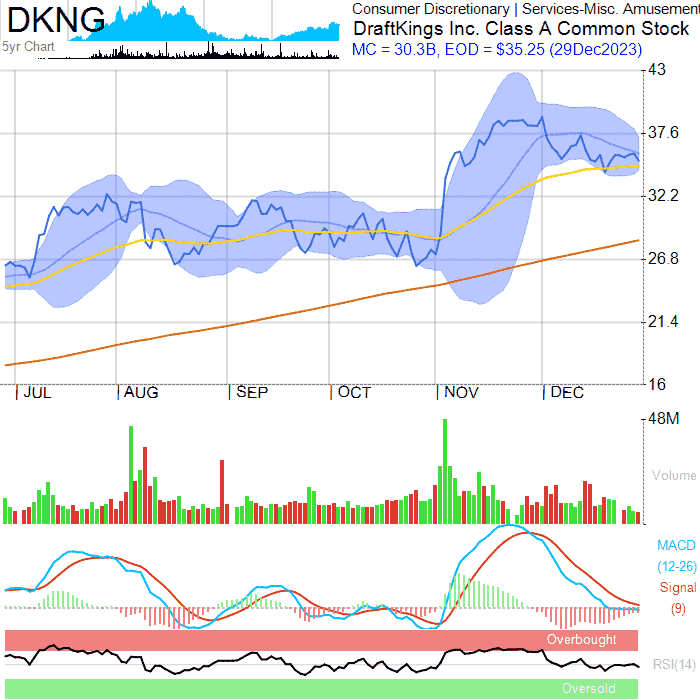 DKNG
5yr Chart
Consumer Discretionary | Services-Misc. Amusement
DraftKings Inc. Class A Common Stock
MC = 30.3B, EOD = $35.25 (29Dec2023)
43
37.6
32.2
26.8
21.4
16
JUL
AUG
SEP
OCT
NOV
DEC
48M
Volume
MACD
(12-26)
Signal
(9)
Overbought
RSI(14)
Oversold